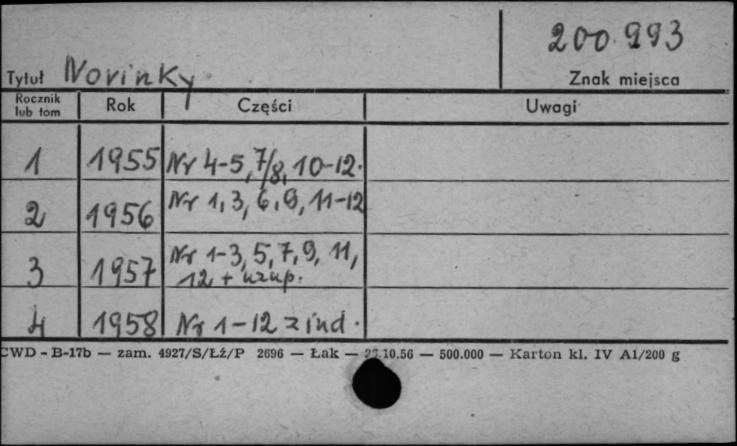 200.993
Tytuł Novinky
Znak miejsca
Rocznik lub tom Rok Części Uwagi
1 1955 Nr 4-5, 7/8, 10-12.
2 1956 Nr 1, 3, 6, 9, 11-12
3 1957 Nr 1-3, 5, 7, 9, 11,
12 + uzup.
4 1958 Nr 1-12 z ind.
CWD - B-17b — zam. 4927/S/Łź/P 2696 — Łak — .10.56 — 500.000 — Karton kl. IV A1/200 g